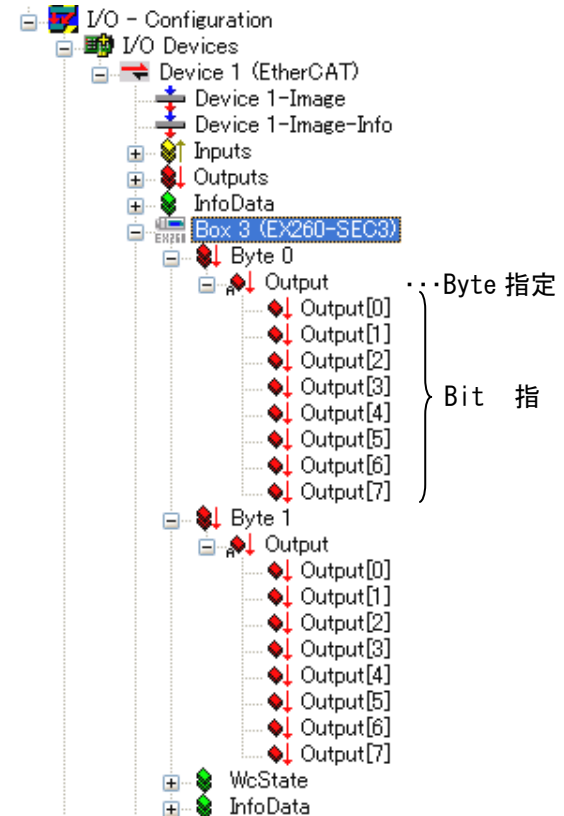 I/O - Configuration
I/O Devices
Device 1 (EtherCAT)
Device 1-Image
Device 1-Image-Info
Inputs
Outputs
InfoData
EX260 Box 3 (EX260-SEC3)
Byte 0
A Output ・・・Byte 指定
Output[0]
Output[1]
Output[2]
Output[3]
Output[4] Bit 指
Output[5]
Output[6]
Output[7]
Byte 1
A Output
Output[0]
Output[1]
Output[2]
Output[3]
Output[4]
Output[5]
Output[6]
Output[7]
WcState
InfoData